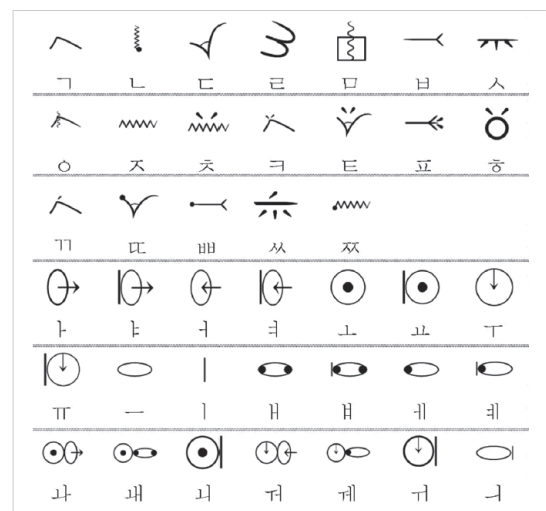 ㄱ ㄴ ㄷ ㄹ ㅁ ㅂ ㅅ
ㅇ ㅈ ㅊ ㅋ ㅌ ㅍ ㅎ
ㄲ ㄸ ㅃ ㅆ ㅉ
ㅏ ㅑ ㅓ ㅕ ㅗ ㅛ ㅜ
ㅠ ㅡ ㅣ ㅐ ㅒ ㅔ ㅖ
ㅘ ㅙ ㅚ ㅝ ㅞ ㅟ ㅢ